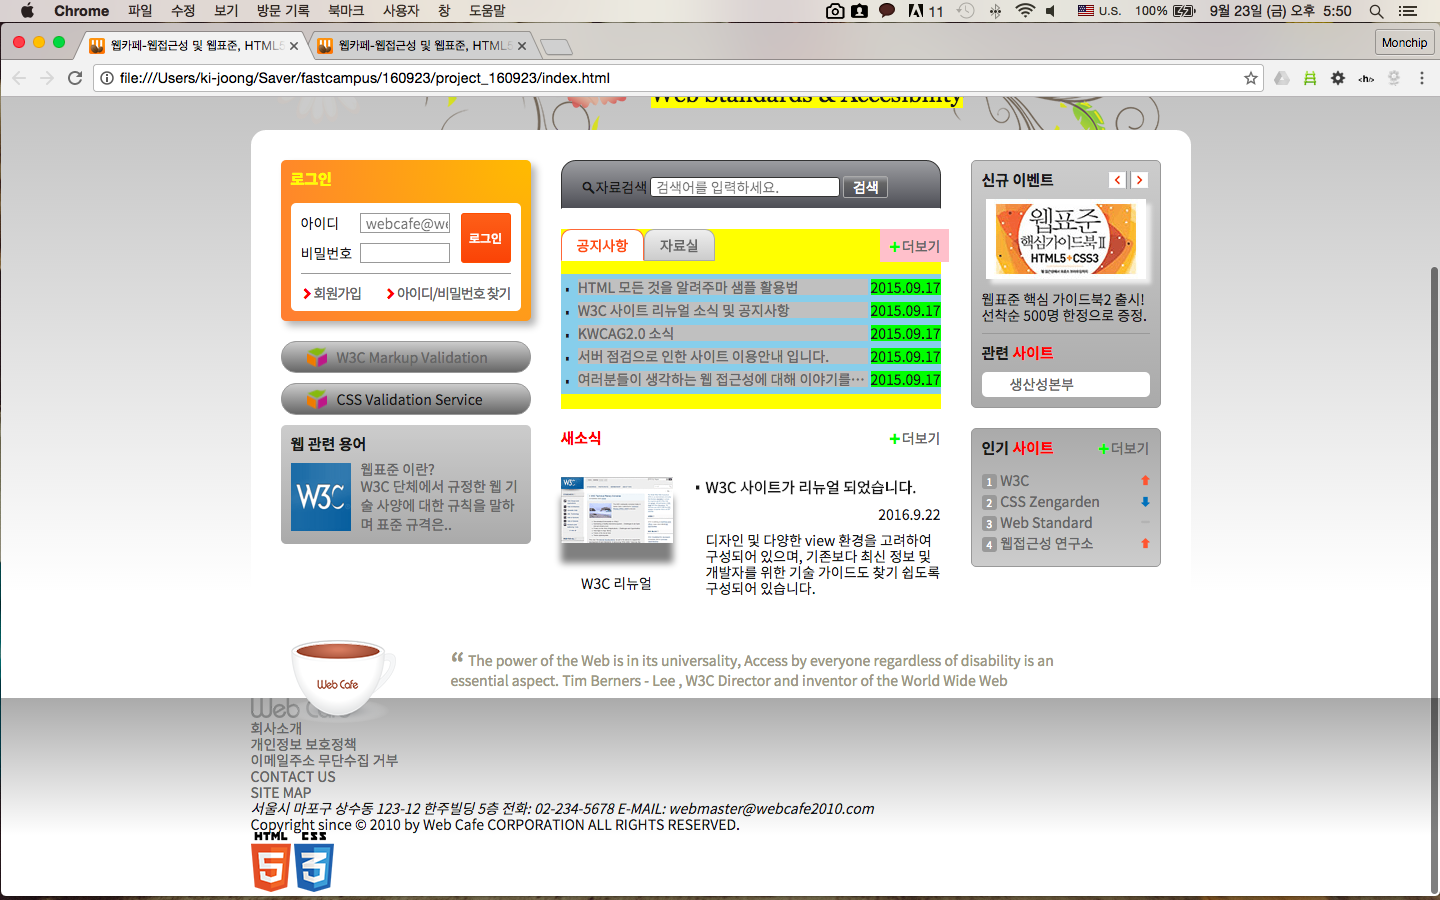 Chrome 파일 수정 보기 방문 기록 북마크 사용자 창 도움말 11 U.S. 100% 9월 23일 (금) 오후 5:50
웹카페-웹접근성 및 웹표준, HTML5
웹카페-웹접근성 및 웹표준, HTML5
Monchip
file:///Users/ki-joong/Saver/fastcampus/160923/project_160923/index.html
Web Standards & Accesibility
로그인
아이디 webcafe@we
비밀번호
로그인
회원가입 아이디/비밀번호 찾기
W3C Markup Validation
CSS Validation Service
웹 관련 용어
W3C
웹표준 이란?
W3C 단체에서 규정한 웹 기
술 사양에 대한 규칙을 말하
며 표준 규격은..
자료검색 검색어를 입력하세요. 검색
공지사항 자료실 +더보기
HTML 모든 것을 알려주마 샘플 활용법 2015.09.17
W3C 사이트 리뉴얼 소식 및 공지사항 2015.09.17
KWCAG2.0 소식 2015.09.17
서버 점검으로 인한 사이트 이용안내 입니다. 2015.09.17
여러분들이 생각하는 웹 접근성에 대해 이야기를… 2015.09.17
새소식 +더보기
W3C 리뉴얼
W3C 사이트가 리뉴얼 되었습니다.
2016.9.22
디자인 및 다양한 view 환경을 고려하여
구성되어 있으며, 기존보다 최신 정보 및
개발자를 위한 기술 가이드도 찾기 쉽도록
구성되어 있습니다.
신규 이벤트
웹표준
핵심가이드북 II
HTML5+CSS3
웹표준 핵심 가이드북2 출시!
선착순 500명 한정으로 증정.
관련 사이트
생산성본부
인기 사이트 +더보기
1 W3C
2 CSS Zengarden
3 Web Standard
4 웹접근성 연구소
Web Cafe
“ The power of the Web is in its universality, Access by everyone regardless of disability is an
essential aspect. Tim Berners - Lee , W3C Director and inventor of the World Wide Web
Web Cafe
회사소개
개인정보 보호정책
이메일주소 무단수집 거부
CONTACT US
SITE MAP
서울시 마포구 상수동 123-12 한주빌딩 5층 전화: 02-234-5678 E-MAIL: webmaster@webcafe2010.com
Copyright since © 2010 by Web Cafe CORPORATION ALL RIGHTS RESERVED.
HTML CSS
5 3